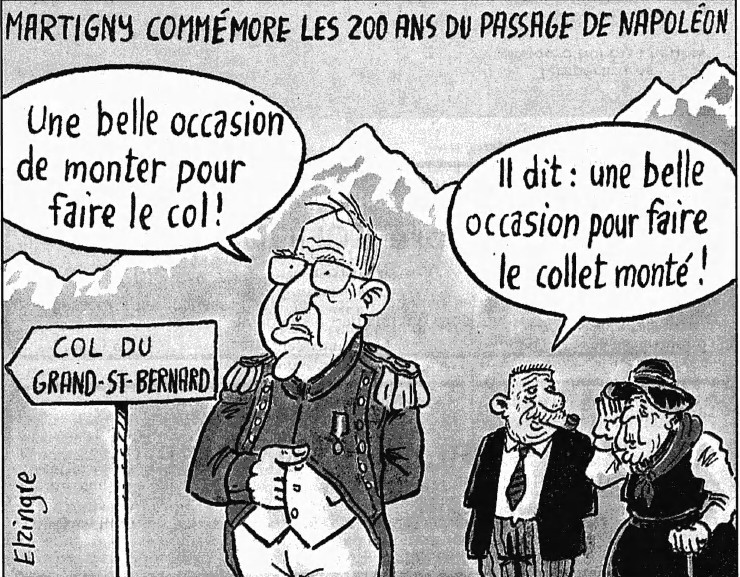 MARTIGNY COMMÉMORE LES 200 ANS DU PASSAGE DE NAPOLÉON
Une belle occasion
de monter pour
faire le col!
Il dit : une belle
occasion pour faire
le collet monté !
COL DU
GRAND-ST-BERNARD
Elzingre